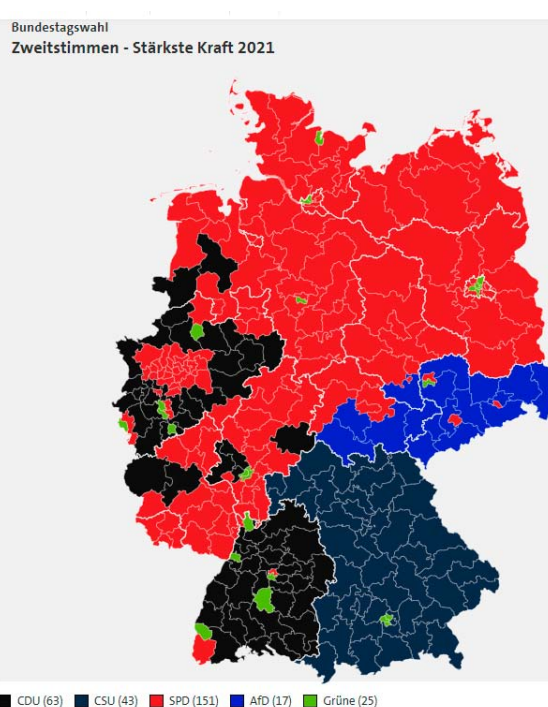 Bundestagswahl
Zweitstimmen - Stärkste Kraft 2021
CDU (63) CSU (43) SPD (151) AfD (17) Grüne (25)